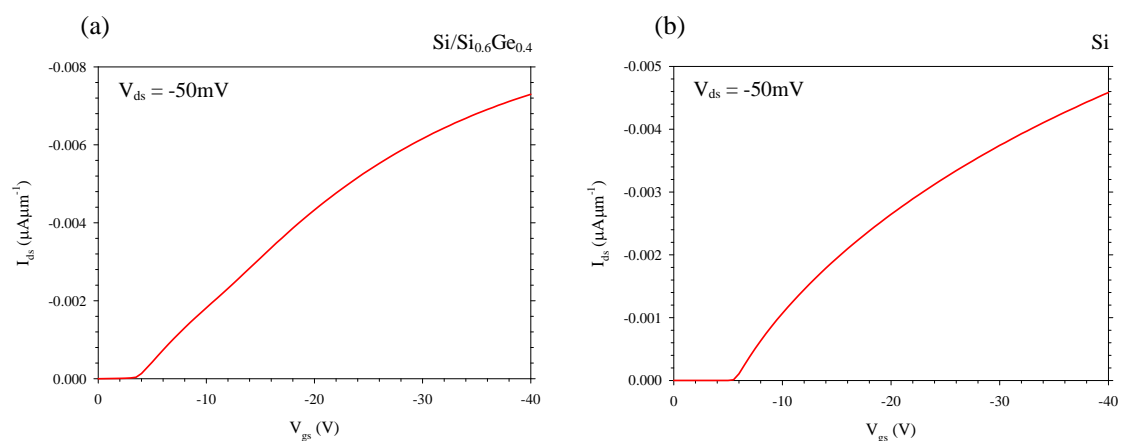 (a)
Si/Si0.6Ge0.4
Vds = -50mV
-0.008
-0.006
-0.004
-0.002
0.000
Ids (μAμm-1)
0 -10 -20 -30 -40
Vgs (V)
(b)
Si
Vds = -50mV
-0.005
-0.004
-0.003
-0.002
-0.001
0.000
Ids (μAμm-1)
0 -10 -20 -30 -40
Vgs (V)